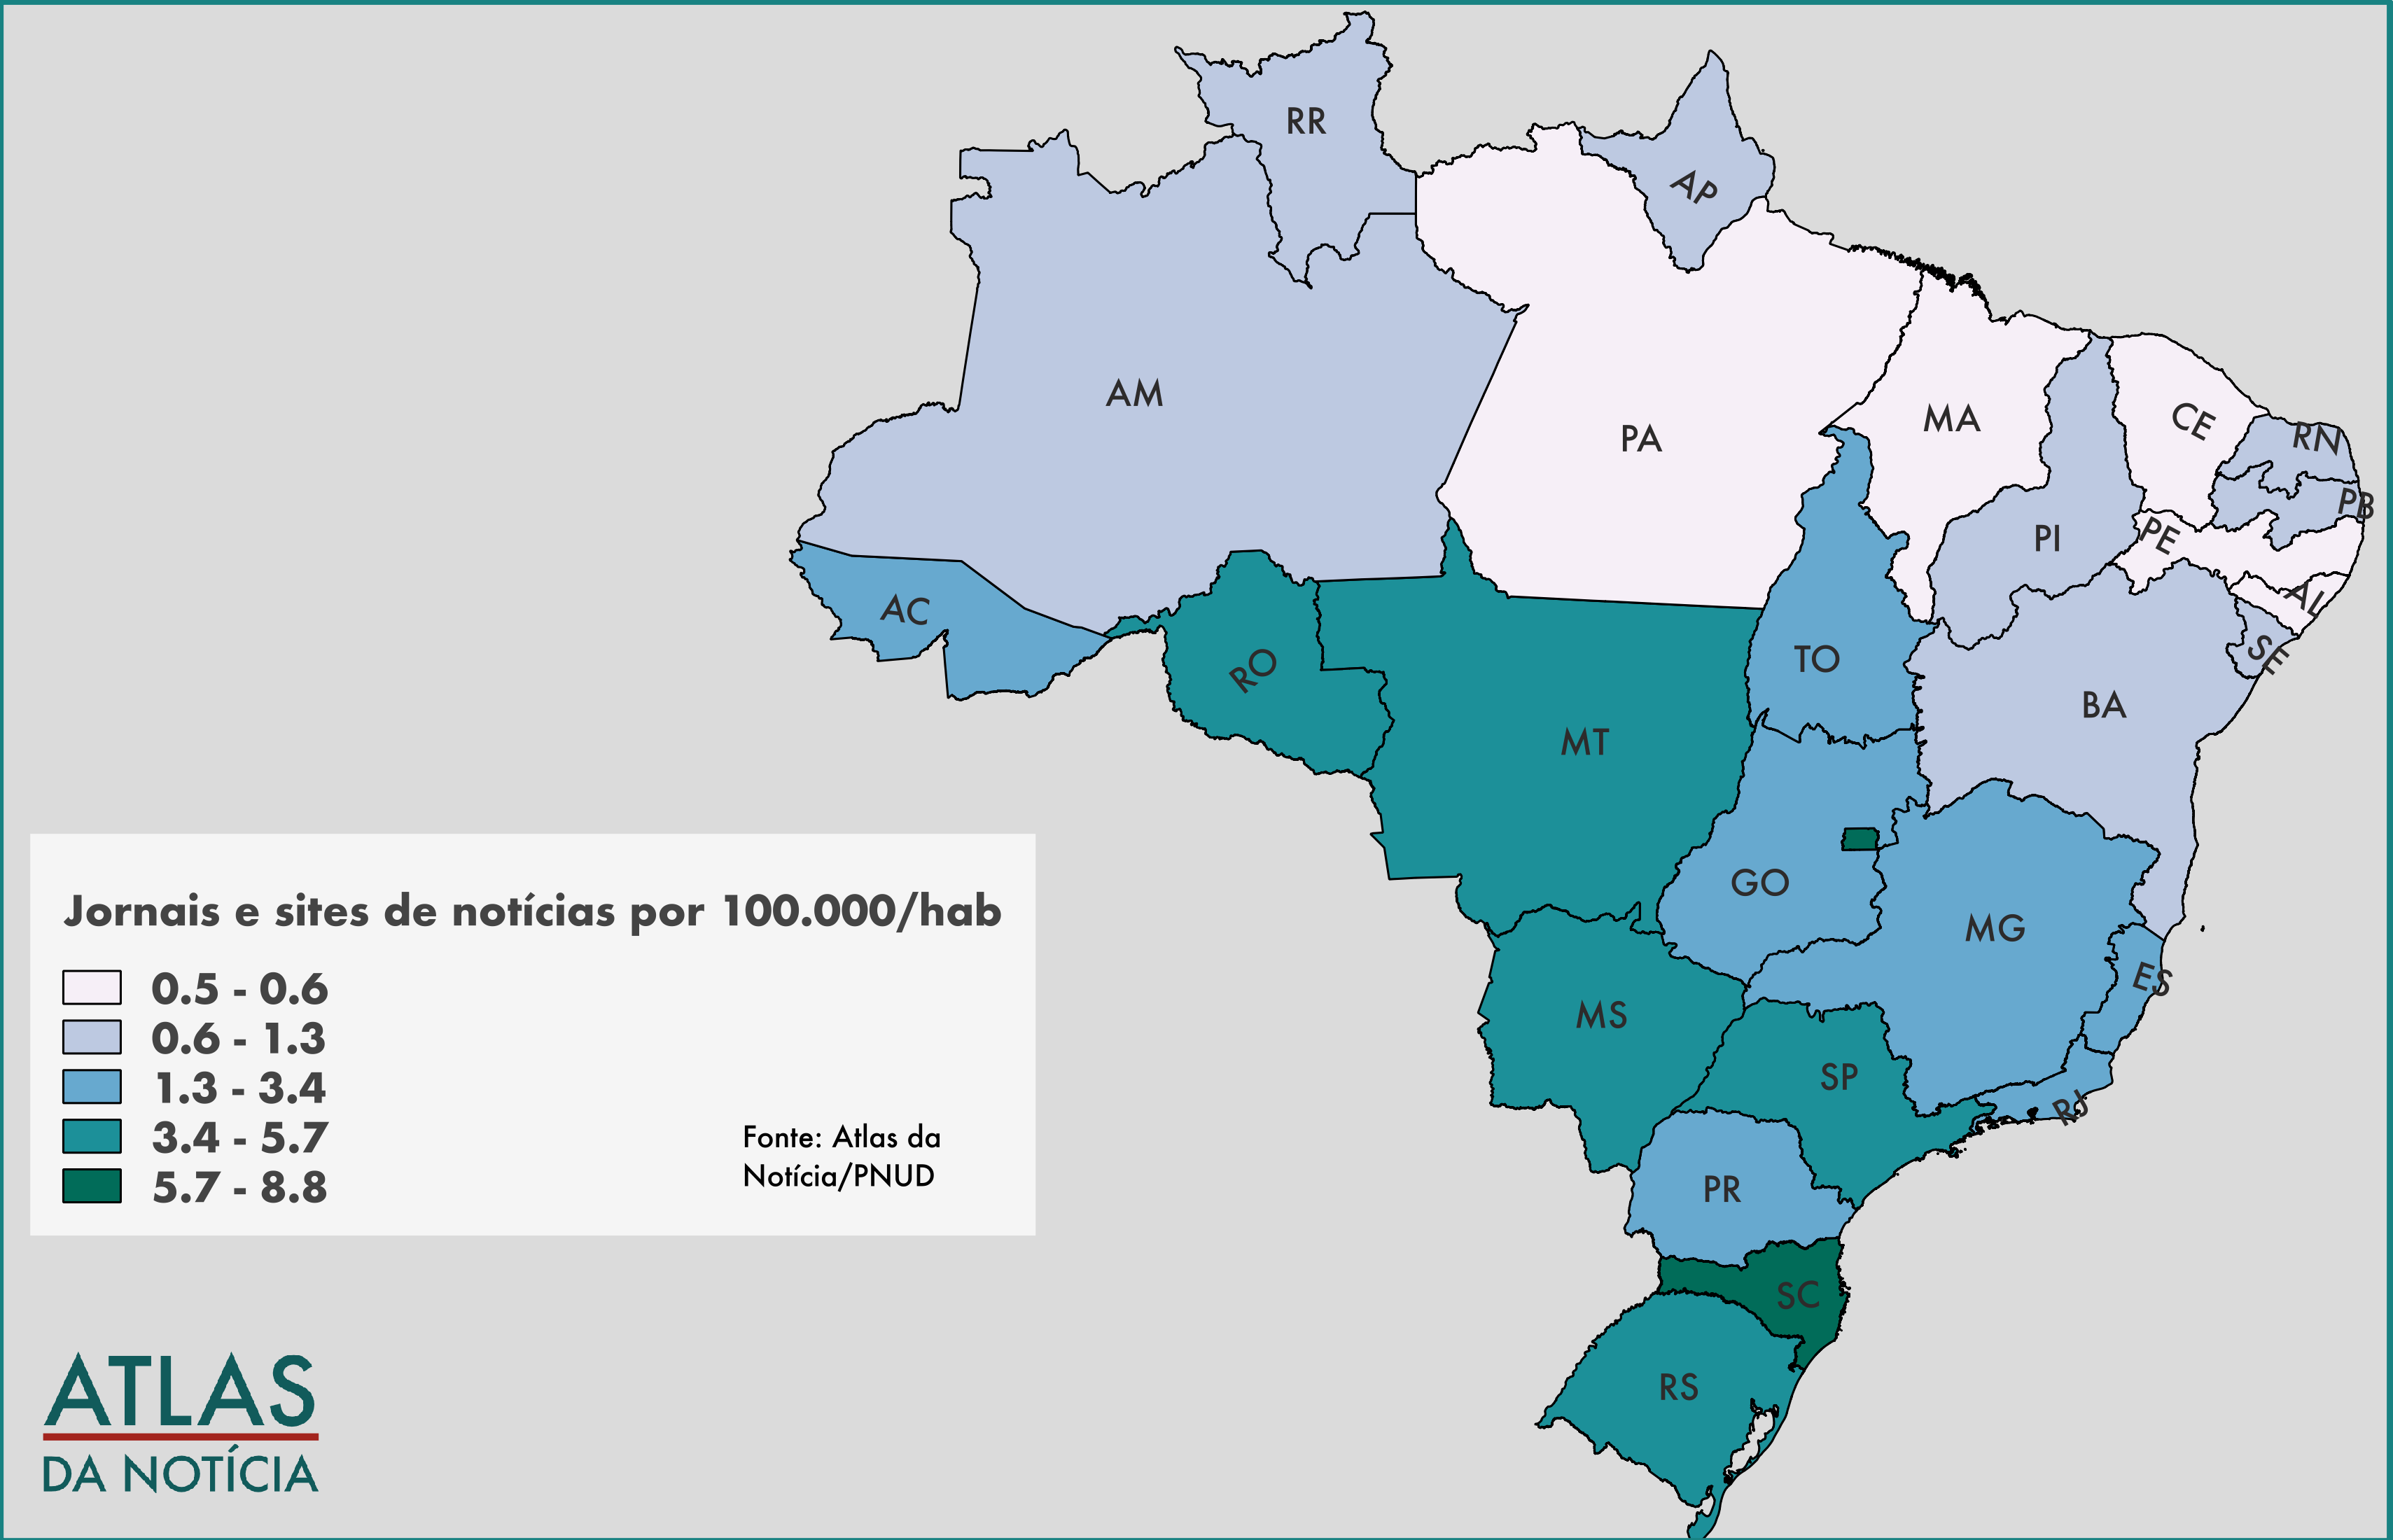 RR
AP
AM
PA
MA
CE
RN
PB
PI
PE
AL
AC
SE
TO
RO
BA
MT
GO
MG
ES
MS
SP
RJ
PR
SC
RS
Jornais e sites de notícias por 100.000/hab
0.5 - 0.6
0.6 - 1.3
1.3 - 3.4
3.4 - 5.7
5.7 - 8.8
Fonte: Atlas da
Notícia/PNUD
ATLAS
DA NOTÍCIA